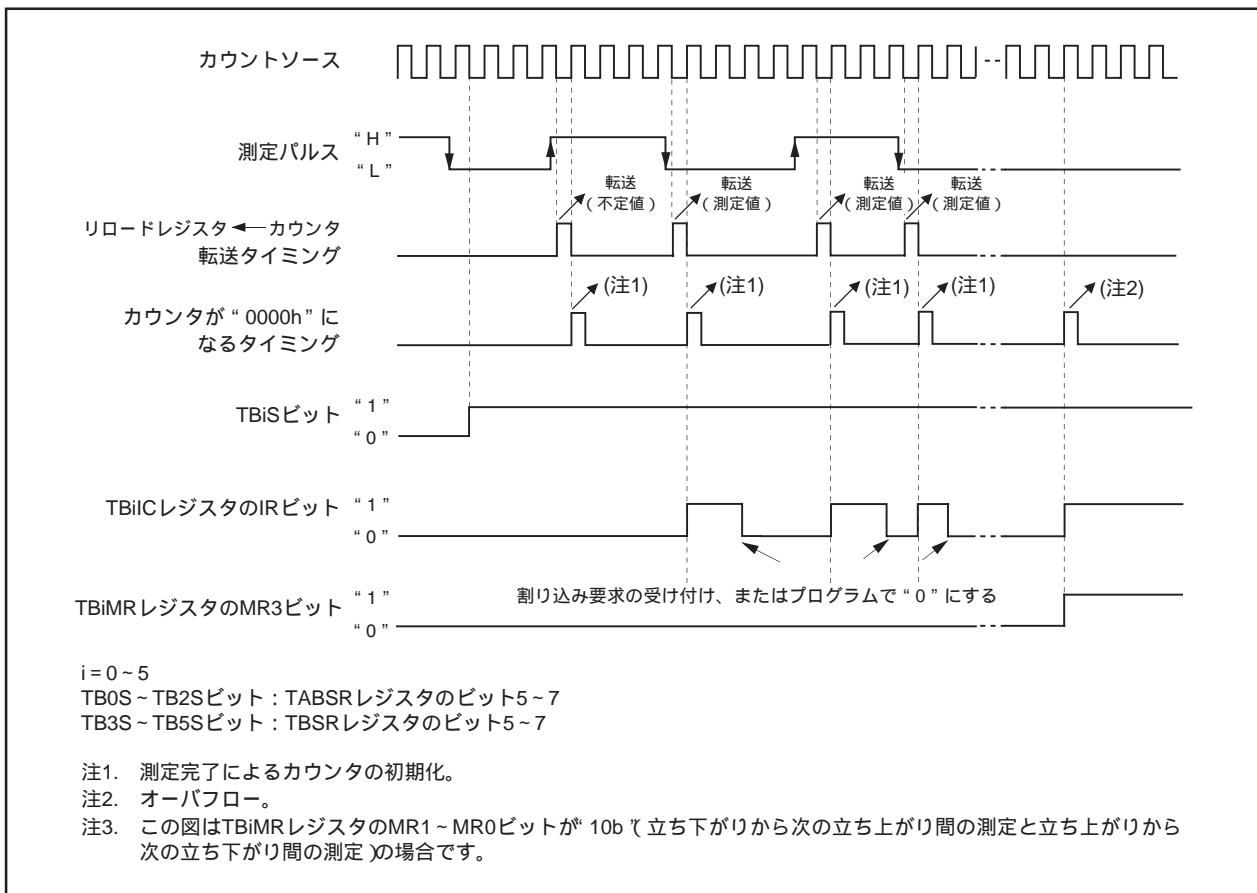 カウントソース
測定パルス
“ H ”
“ L ”
転送
( 不定値 )
転送
( 測定値 )
転送
( 測定値 )
転送
( 測定値 )
リロードレジスタ カウンタ
転送タイミング
カウンタが “ 0000h ” に
なるタイミング
(注1)
(注1)
(注1)
(注1)
(注2)
TBiSビット
“ 1 ”
“ 0 ”
TBiICレジスタのIRビット
“ 1 ”
“ 0 ”
割り込み要求の受け付け、またはプログラムで “ 0 ” にする
TBiMRレジスタのMR3ビット
“ 1 ”
“ 0 ”
i = 0 ~ 5
TB0S ~ TB2Sビット : TABSRレジスタのビット5 ~ 7
TB3S ~ TB5Sビット : TBSRレジスタのビット5 ~ 7
注1. 測定完了によるカウンタの初期化。
注2. オーバフロー。
注3. この図はTBiMRレジスタのMR1 ~ MR0ビットが“ 10b ”( 立ち下がりから次の立ち上がり間の測定と立ち上がりから
次の立ち下がり間の測定 )の場合です。